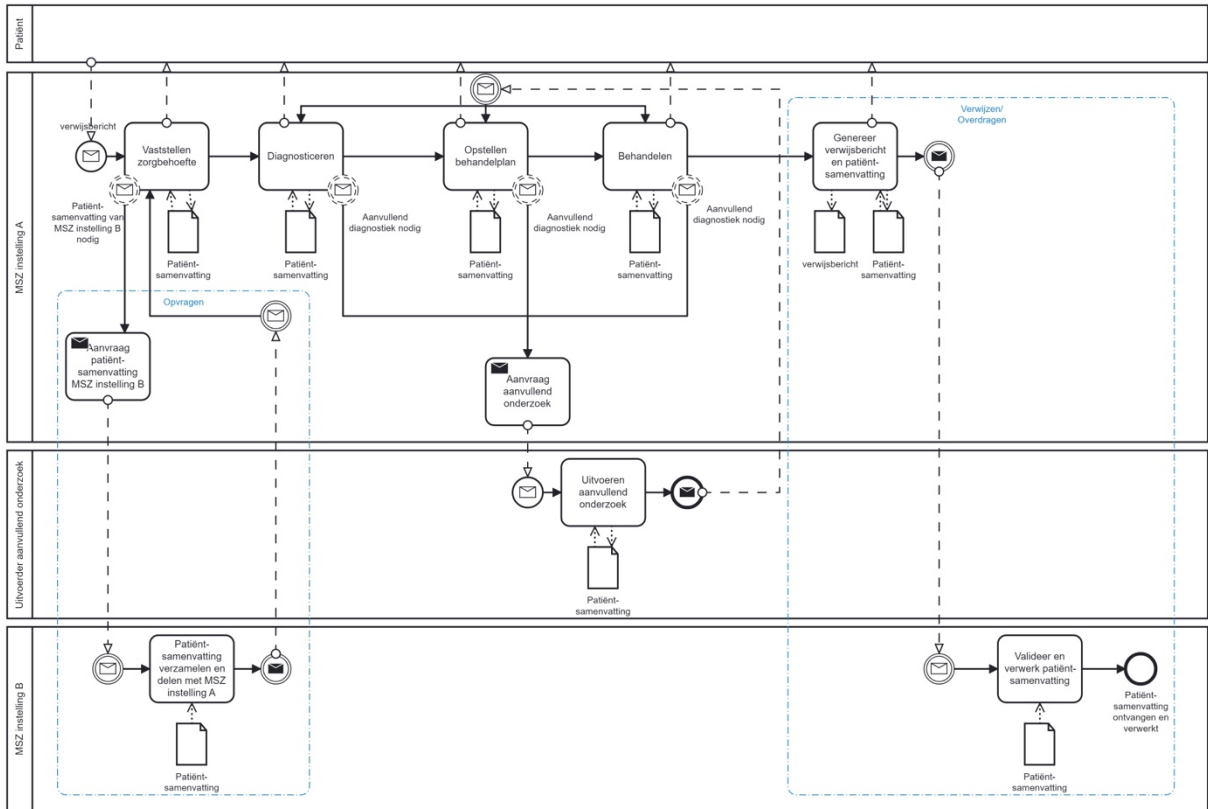 Patiënt
MSZ instelling A
verwijsbericht
Vaststellen
zorgbehoefte
Diagnosticeren
Opstellen
behandelplan
Behandelen
Verwijzen/
Overdragen
Genereer
verwijsbericht
en patiënt-
samenvatting
Patiënt-
samenvatting van
MSZ instelling B
nodig
Patiënt-
samenvatting
Patiënt-
samenvatting
Aanvullend
diagnostiek nodig
Patiënt-
samenvatting
Aanvullend
diagnostiek nodig
Patiënt-
samenvatting
Aanvullend
diagnostiek nodig
verwijsbericht
Patiënt-
samenvatting
Opvragen
Aanvraag
patiënt-
samenvatting
MSZ instelling B
Aanvraag
aanvullend
onderzoek
Uitvoerder aanvullend onderzoek
Uitvoeren
aanvullend
onderzoek
Patiënt-
samenvatting
MSZ instelling B
Patiënt-
samenvatting
verzamelen en
delen met MSZ
instelling A
Patiënt-
samenvatting
Valideer en
verwerk patiënt-
samenvatting
Patiënt-
samenvatting
ontvangen en
verwerkt
Patiënt-
samenvatting